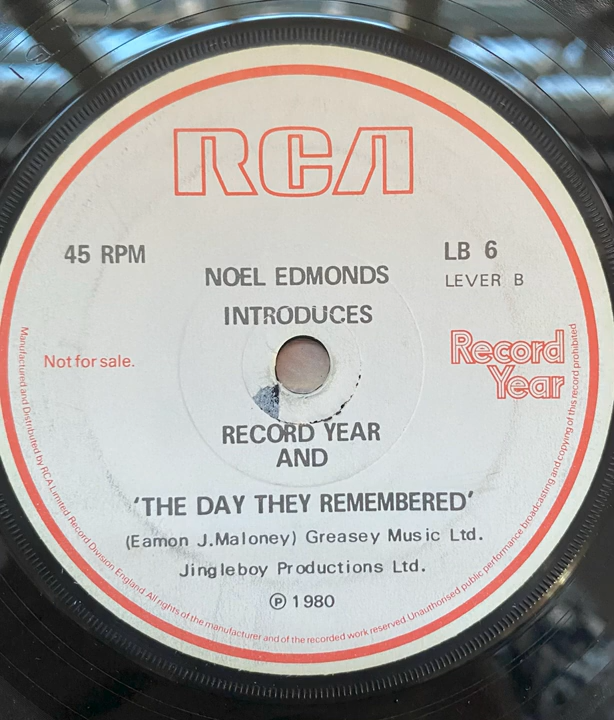 RCA
45 RPM
LB 6
LEVER B
NOEL EDMONDS
INTRODUCES
Not for sale.
Record
Year
RECORD YEAR
AND
'THE DAY THEY REMEMBERED'
(Eamon J.Maloney) Greasey Music Ltd.
Jingleboy Productions Ltd.
℗ 1980
Manufactured and Distributed by RCA Limited Record Division, England. All rights of the manufacturer and of the recorded work reserved. Unauthorised public performance broadcasting and copying of this record prohibited